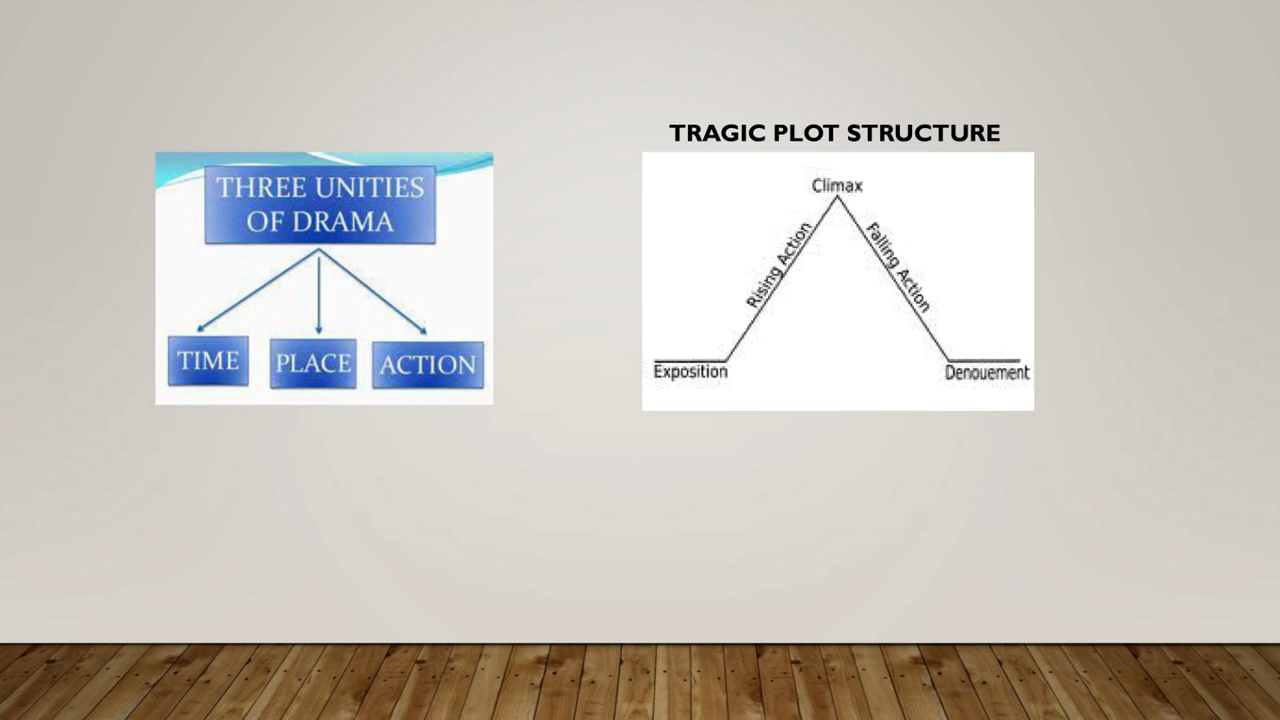 THREE UNITIES
OF DRAMA
TIME
PLACE
ACTION
TRAGIC PLOT STRUCTURE
Climax
Rising Action
Falling Action
Exposition
Denouement